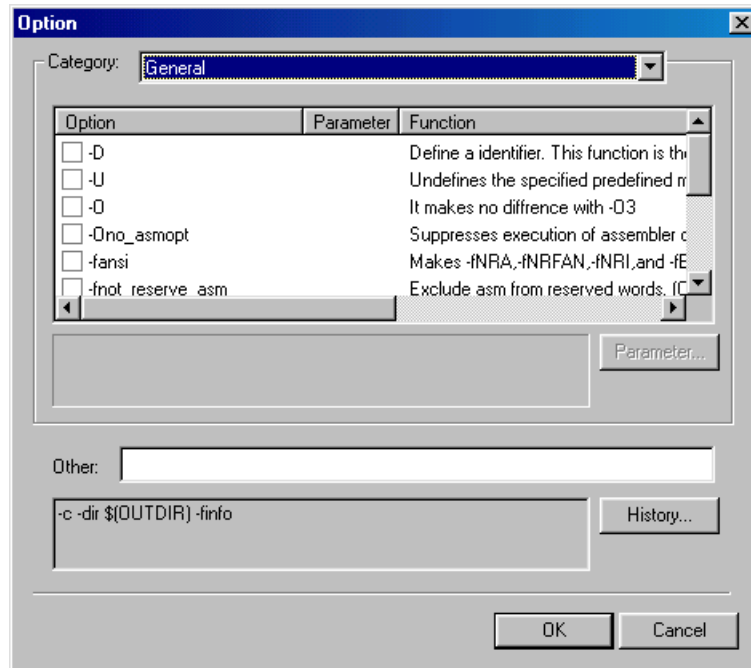 Option
Category: General
Option Parameter Function
-D Define a identifier. This function is the
-U Undefines the specified predefined m
-O It makes no diffrence with -O3
-Ono_asmopt Suppresses execution of assembler o
-fansi Makes -fNRA,-fNRFAN,-fNRI,and -fE
-fnot_reserve_asm Exclude asm from reserved words. (O
Parameter...
Other:
-c -dir $(OUTDIR) -finfo
History...
OK Cancel